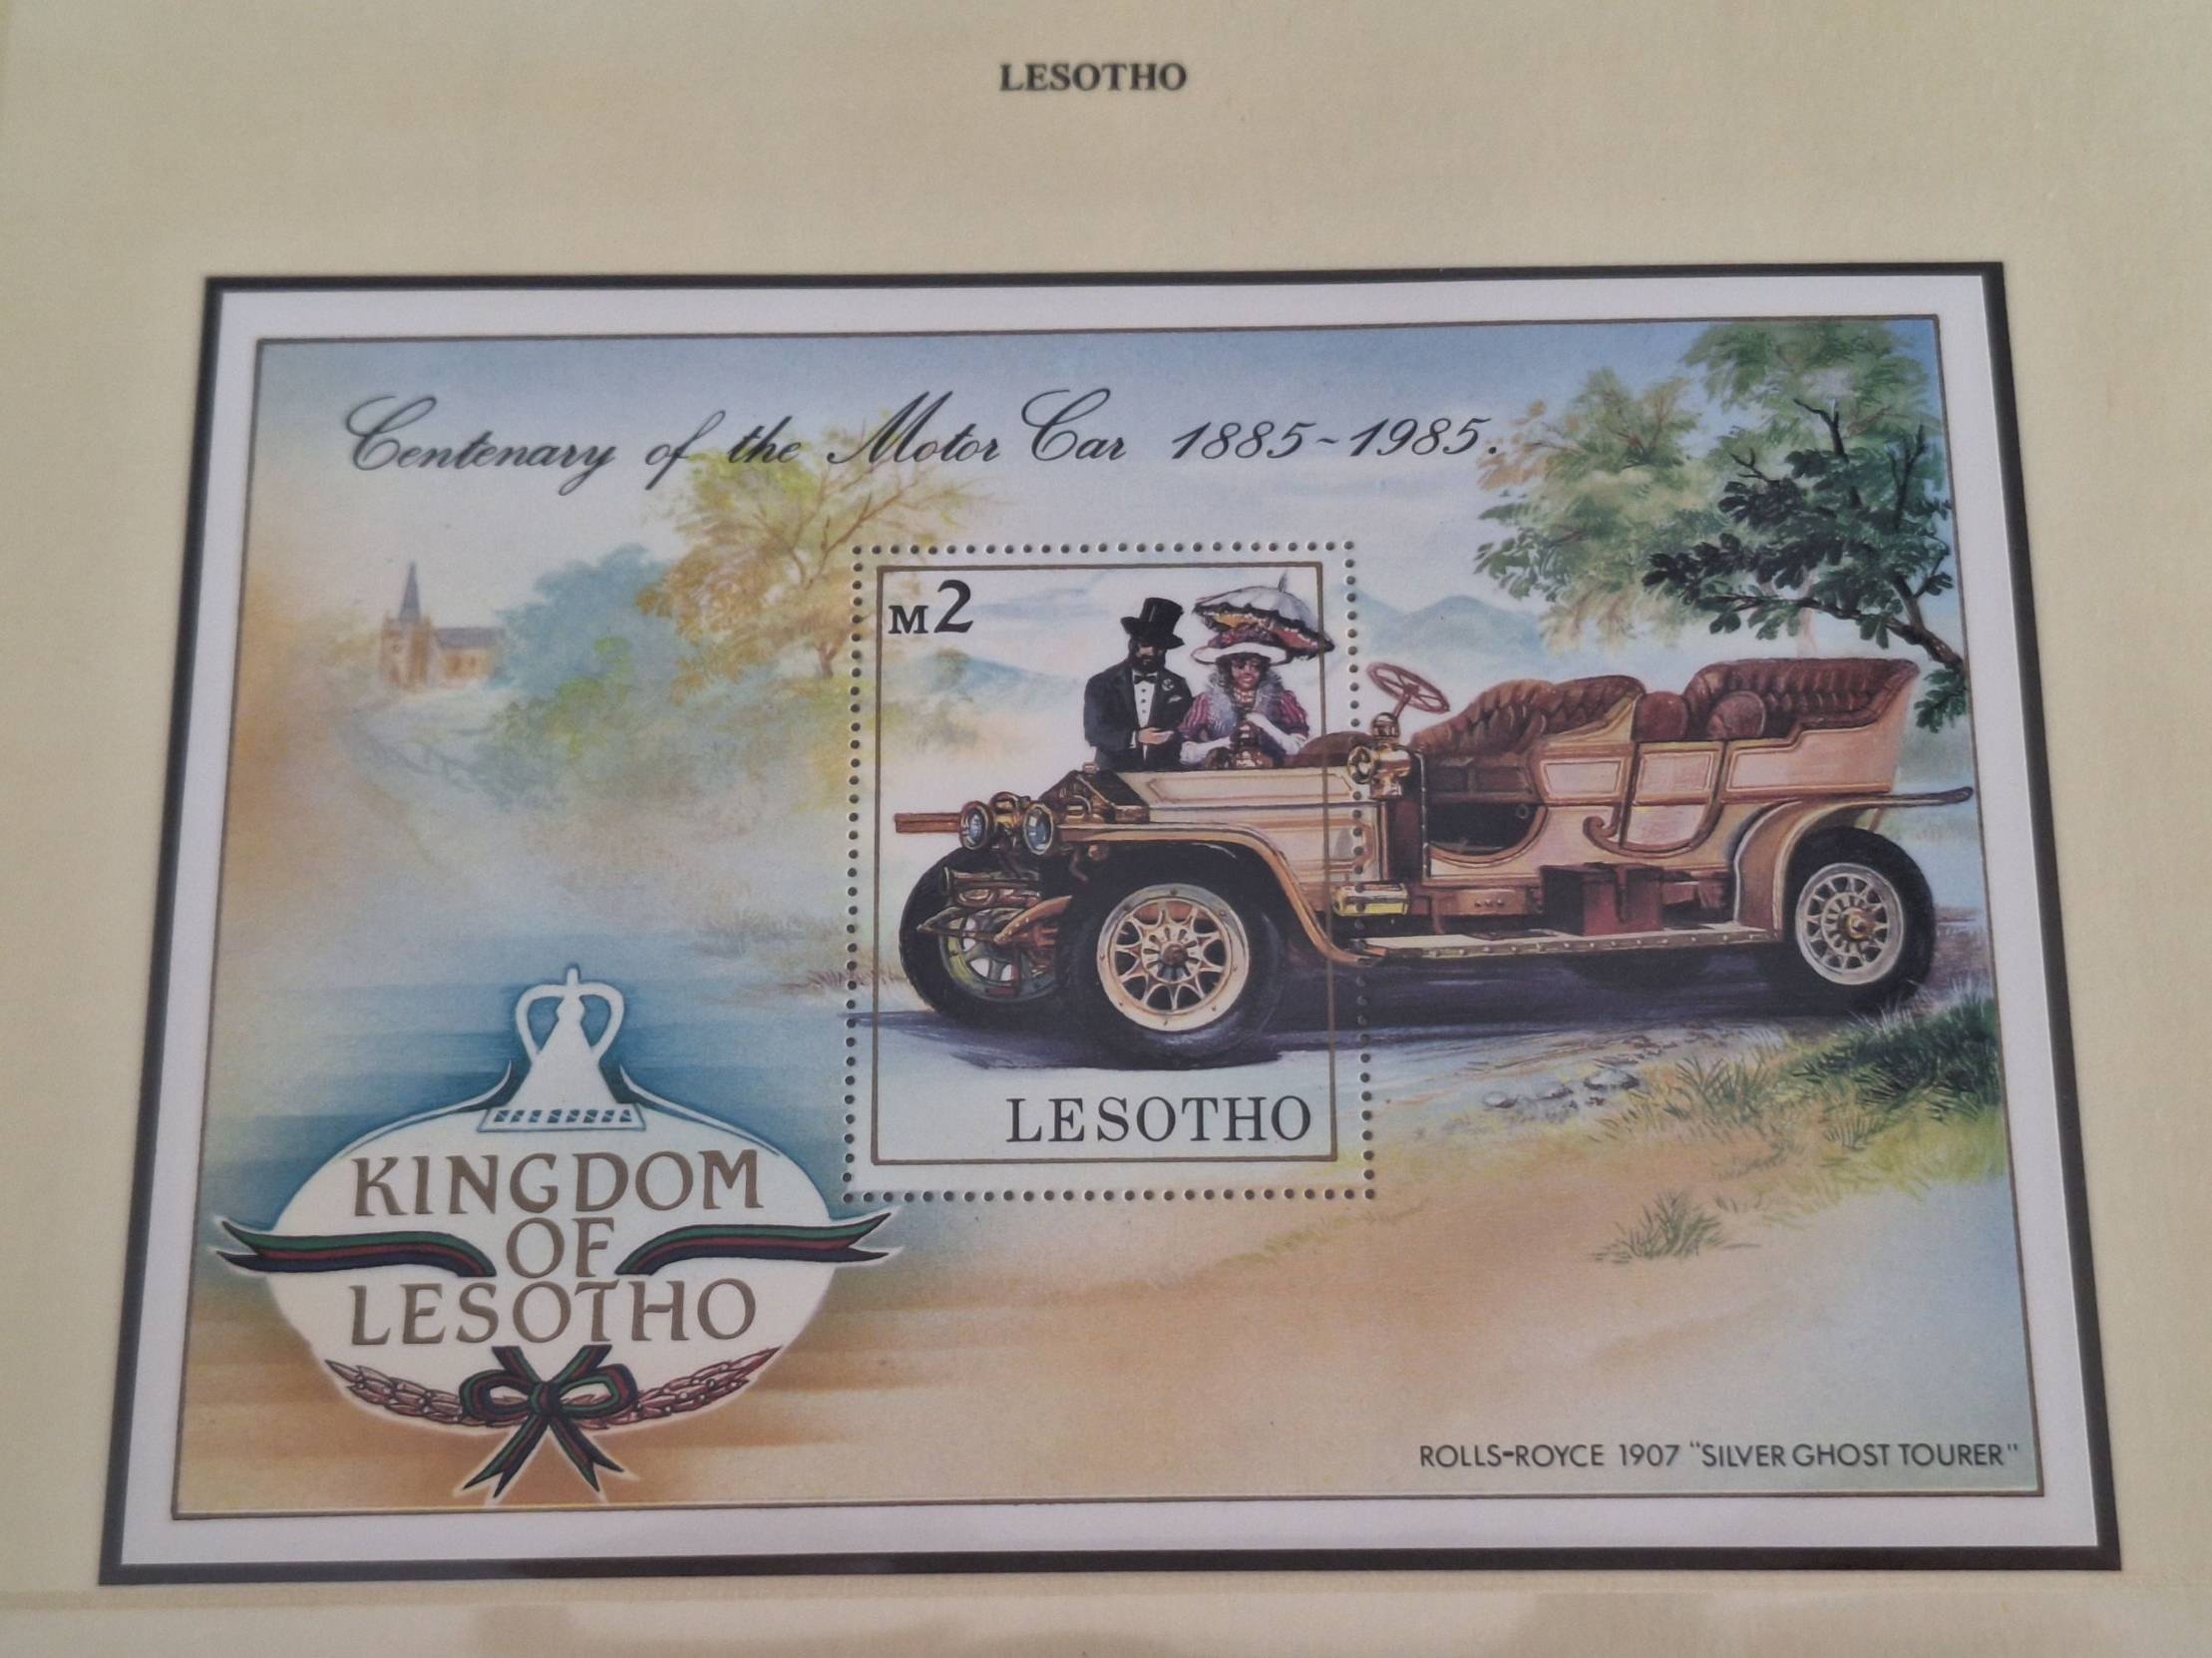 LESOTHO
Centenary of the Motor Car 1885~1985.
M2
LESOTHO
KINGDOM
OF
LESOTHO
ROLLS-ROYCE 1907 "SILVER GHOST TOURER"